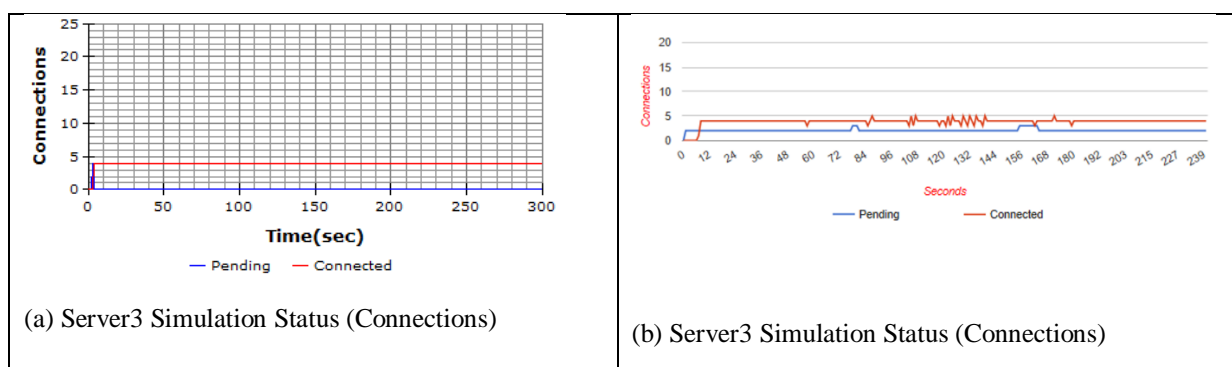 25
20
15
10
5
0
Connections
0 50 100 150 200 250 300
Time(sec)
Pending Connected
(a) Server3 Simulation Status (Connections)
20
15
10
5
0
Connections
0 12 24 36 48 60 72 84 96 108 120 132 144 156 168 180 192 203 215 227 239
Seconds
Pending Connected
(b) Server3 Simulation Status (Connections)